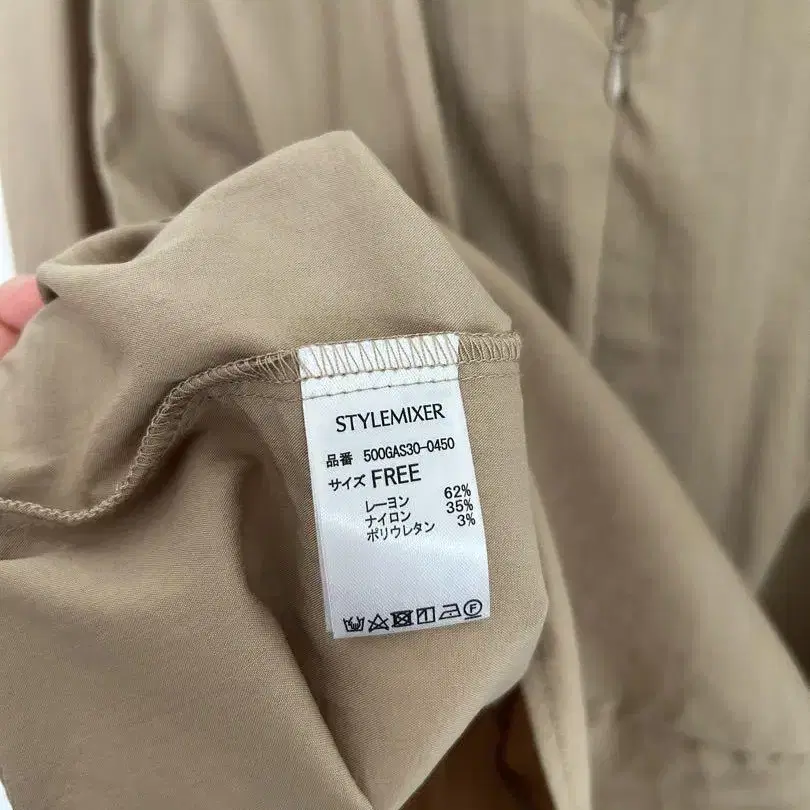 STYLEMIXER
品番 500GAS30-0450
サイズ FREE
レーヨン 62%
ナイロン 35%
ポリウレタン 3%
F